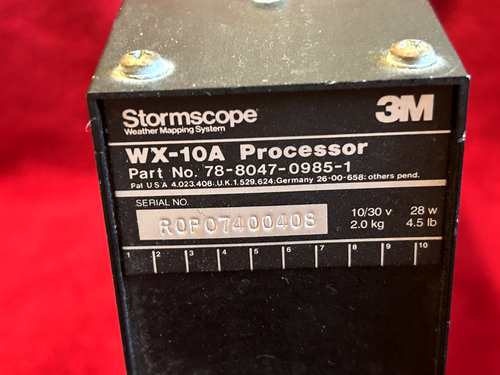 Stormscope 3M
Weather Mapping System
WX-10A Processor
Part No. 78-8047-0985-1
Pat U S A 4,023,408; U.K.1,529,624; Germany 26-00-658; others pend.
SERIAL NO.
R0F07400408 10/30 v 28 w
2.0 kg 4.5 lb
1 2 3 4 5 6 7 8 9 10